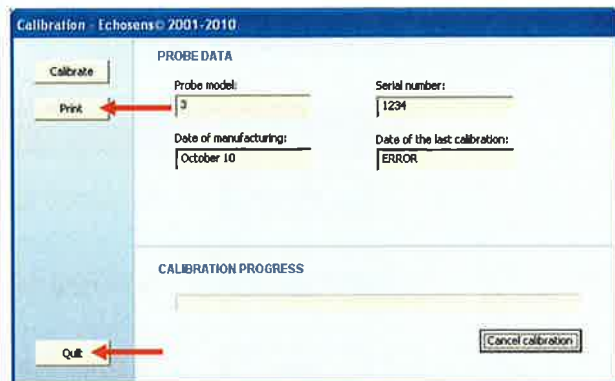 Calibration - Echosens© 2001-2010
Calibrate
Print
Quit
PROBE DATA
Probe model:
3
Serial number:
1234
Date of manufacturing:
October 10
Date of the last calibration:
ERROR
CALIBRATION PROGRESS
Cancel calibration